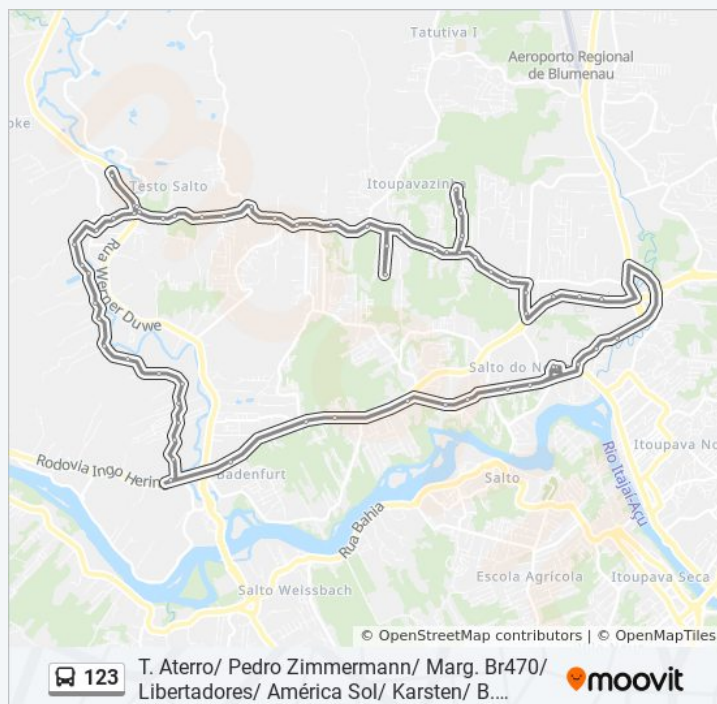 Tatutiva I
Aeroporto Regional
de Blumenau
oke
Testo Salto
Itoupavazinha
Rua Werner Duwe
Salto do No
Itoupava No
Rodovia Ingo Herin
Badenfurt
Rio Itajaí-Açu
Salto
Rua Bahia
Escola Agrícola
Itoupava Seca
Salto Weissbach
© OpenStreetMap contributors | © OpenMapTiles
123
T. Aterro/ Pedro Zimmermann/ Marg. Br470/
Libertadores/ América Sol/ Karsten/ B....
moovit